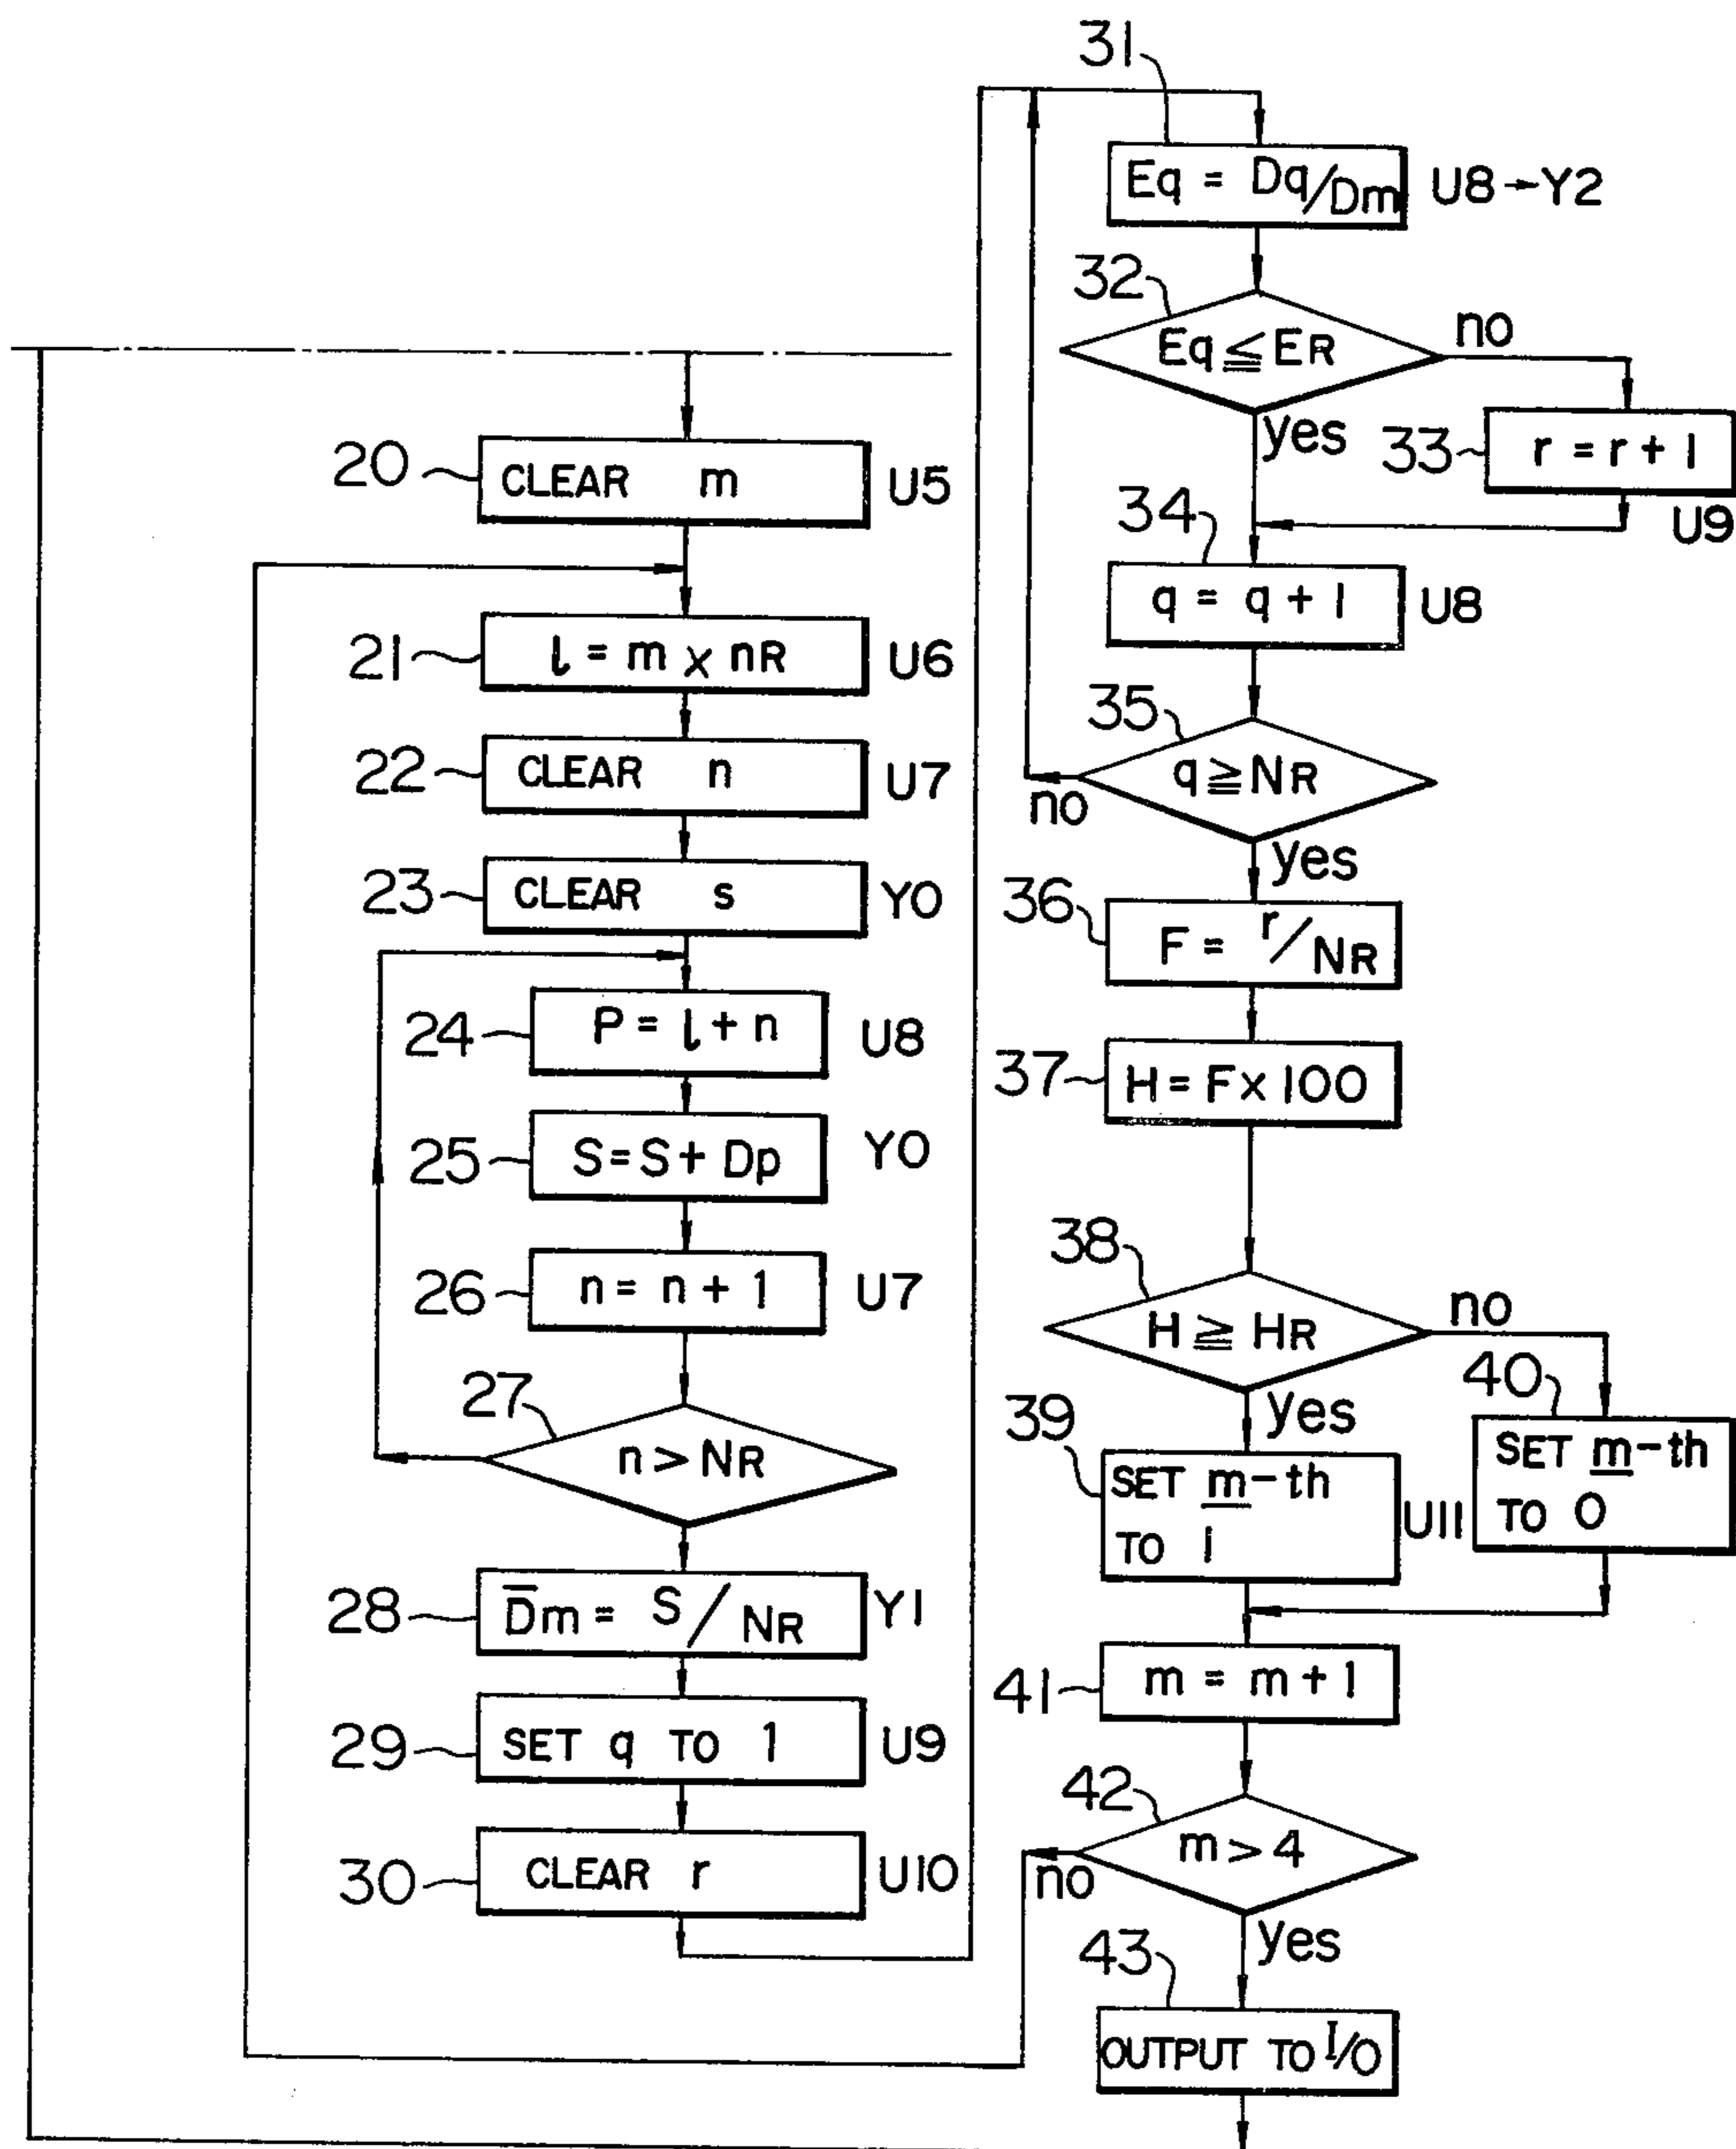 20
CLEAR m
U5
21
l = m × nR
U6
22
CLEAR n
U7
23
CLEAR s
Y0
24
P = l + n
U8
25
S = S + Dp
Y0
26
n = n + 1
U7
27
n > NR
28
D̅m = S / NR
Y1
29
SET q TO 1
U9
30
CLEAR r
U10
31
Eq = Dq/Dm
U8→Y2
32
Eq ≦ ER
no
yes
33
r = r + 1
U9
34
q = q + 1
U8
35
q ≧ NR
no
yes
36
F = r/NR
37
H = F × 100
38
H ≧ HR
no
yes
39
SET m-th
TO 1
U11
40
SET m-th
TO 0
41
m = m + 1
42
m > 4
no
yes
43
OUTPUT TO I/O